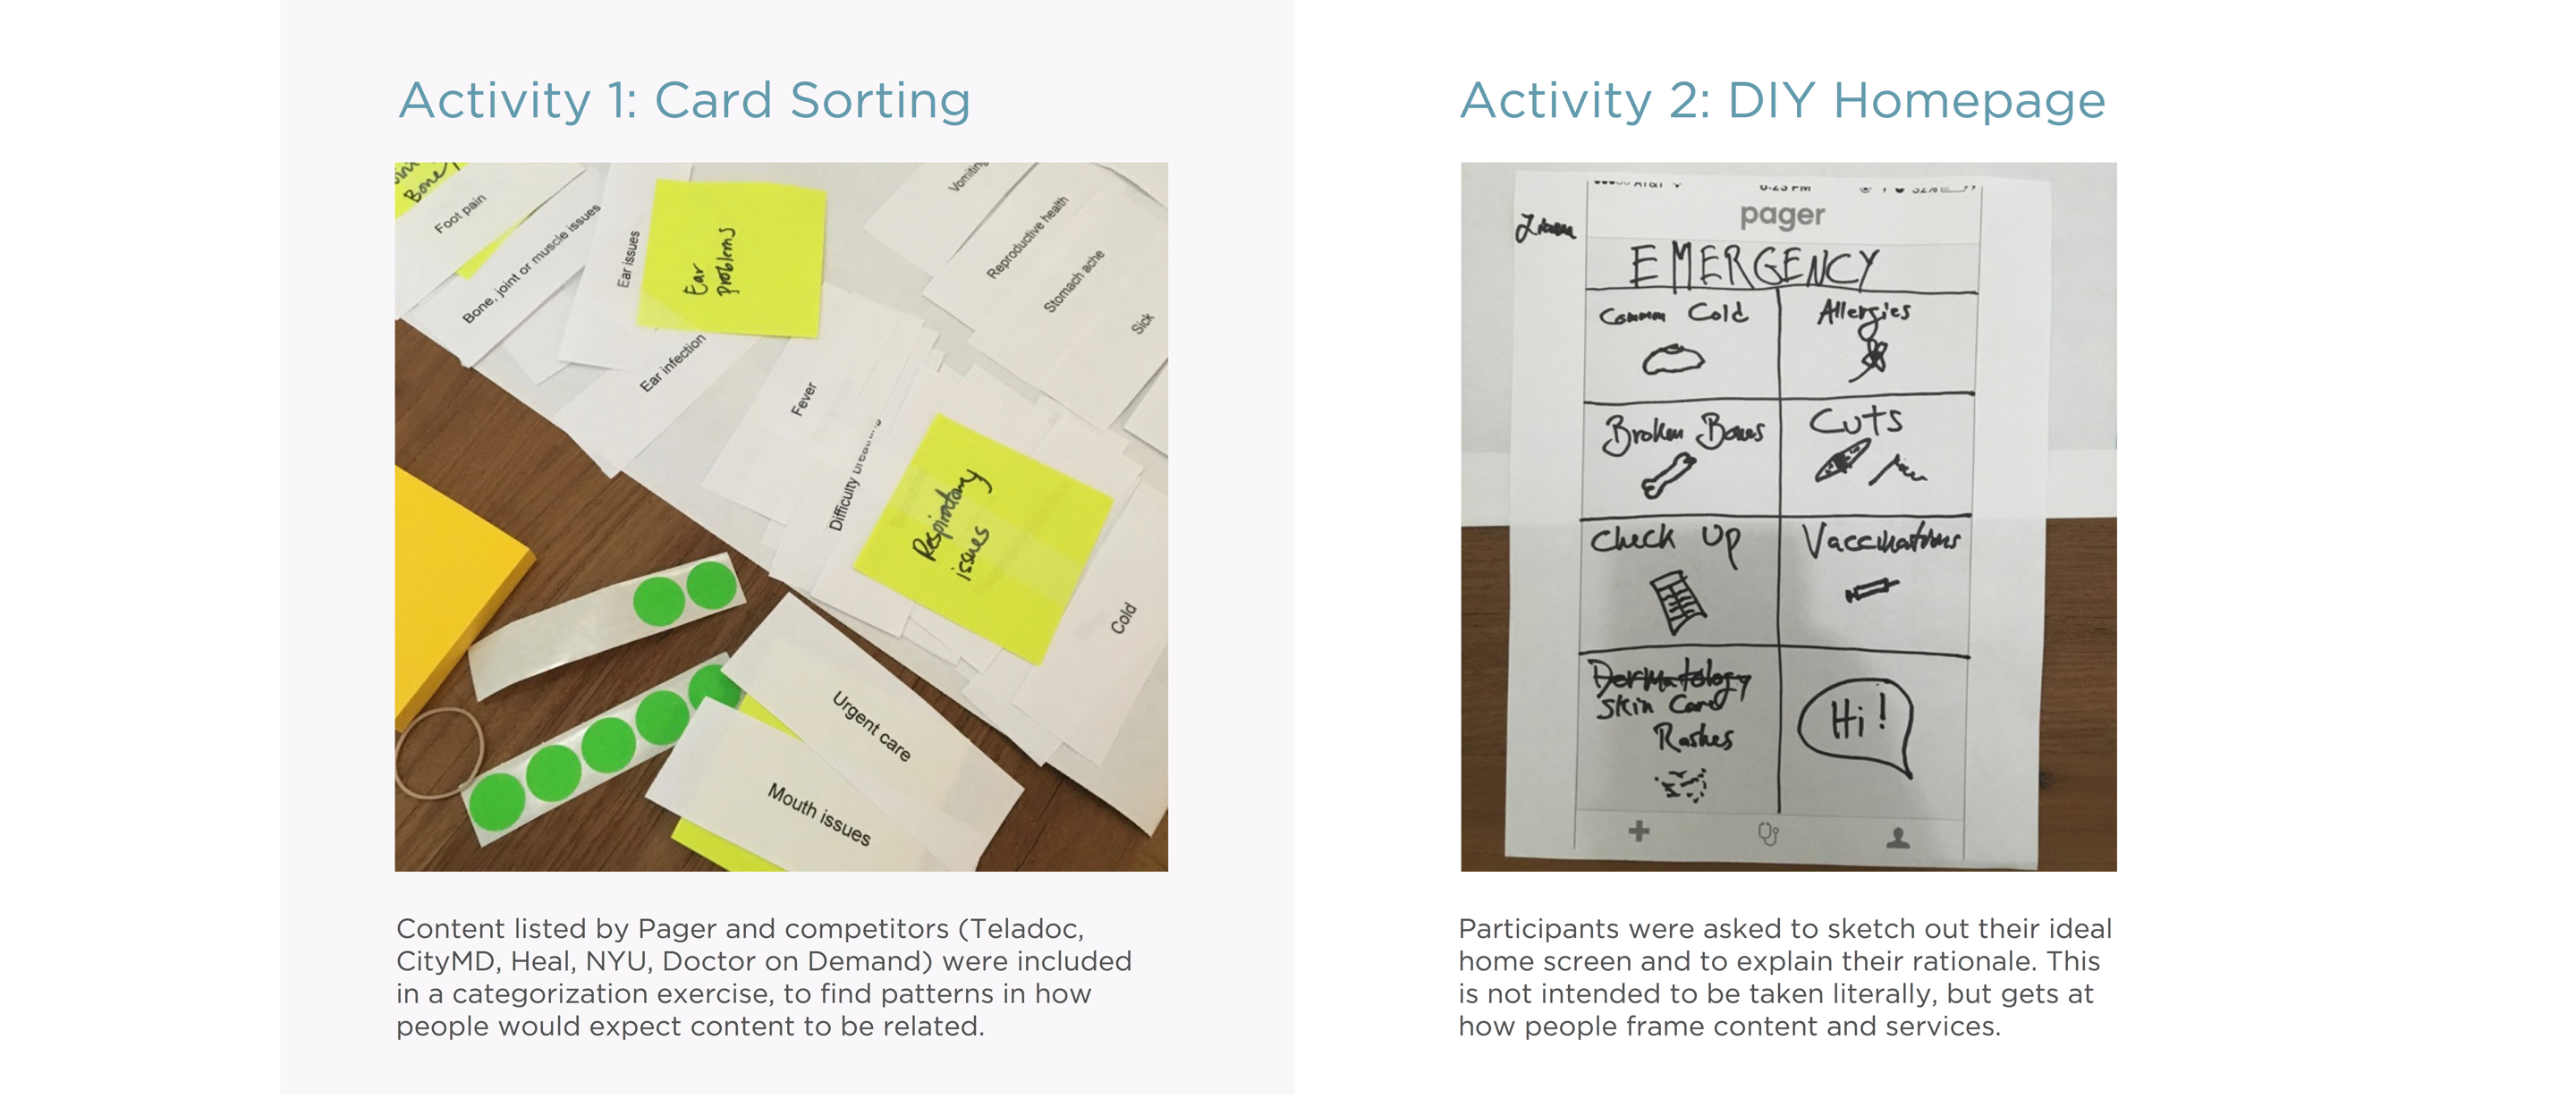 Activity 1: Card Sorting
Bone
Foot pain
Bone, joint or muscle issues
Ear issues
Ear
problems
Ear infection
Vomiting
Reproductive health
Stomach ache
Sick
Fever
Difficulty
Respiratory
issues
Cold
Urgent care
Mouth issues
Content listed by Pager and competitors (Teladoc,
CityMD, Heal, NYU, Doctor on Demand) were included
in a categorization exercise, to find patterns in how
people would expect content to be related.
Activity 2: DIY Homepage
AT&T 6:23 PM 32%
pager
EMERGENCY
Common Cold
Allergies
Broken Bones
Cuts
Check Up
Vaccinations
Dermatology
Skin Care
Rashes
Hi!
Participants were asked to sketch out their ideal
home screen and to explain their rationale. This
is not intended to be taken literally, but gets at
how people frame content and services.